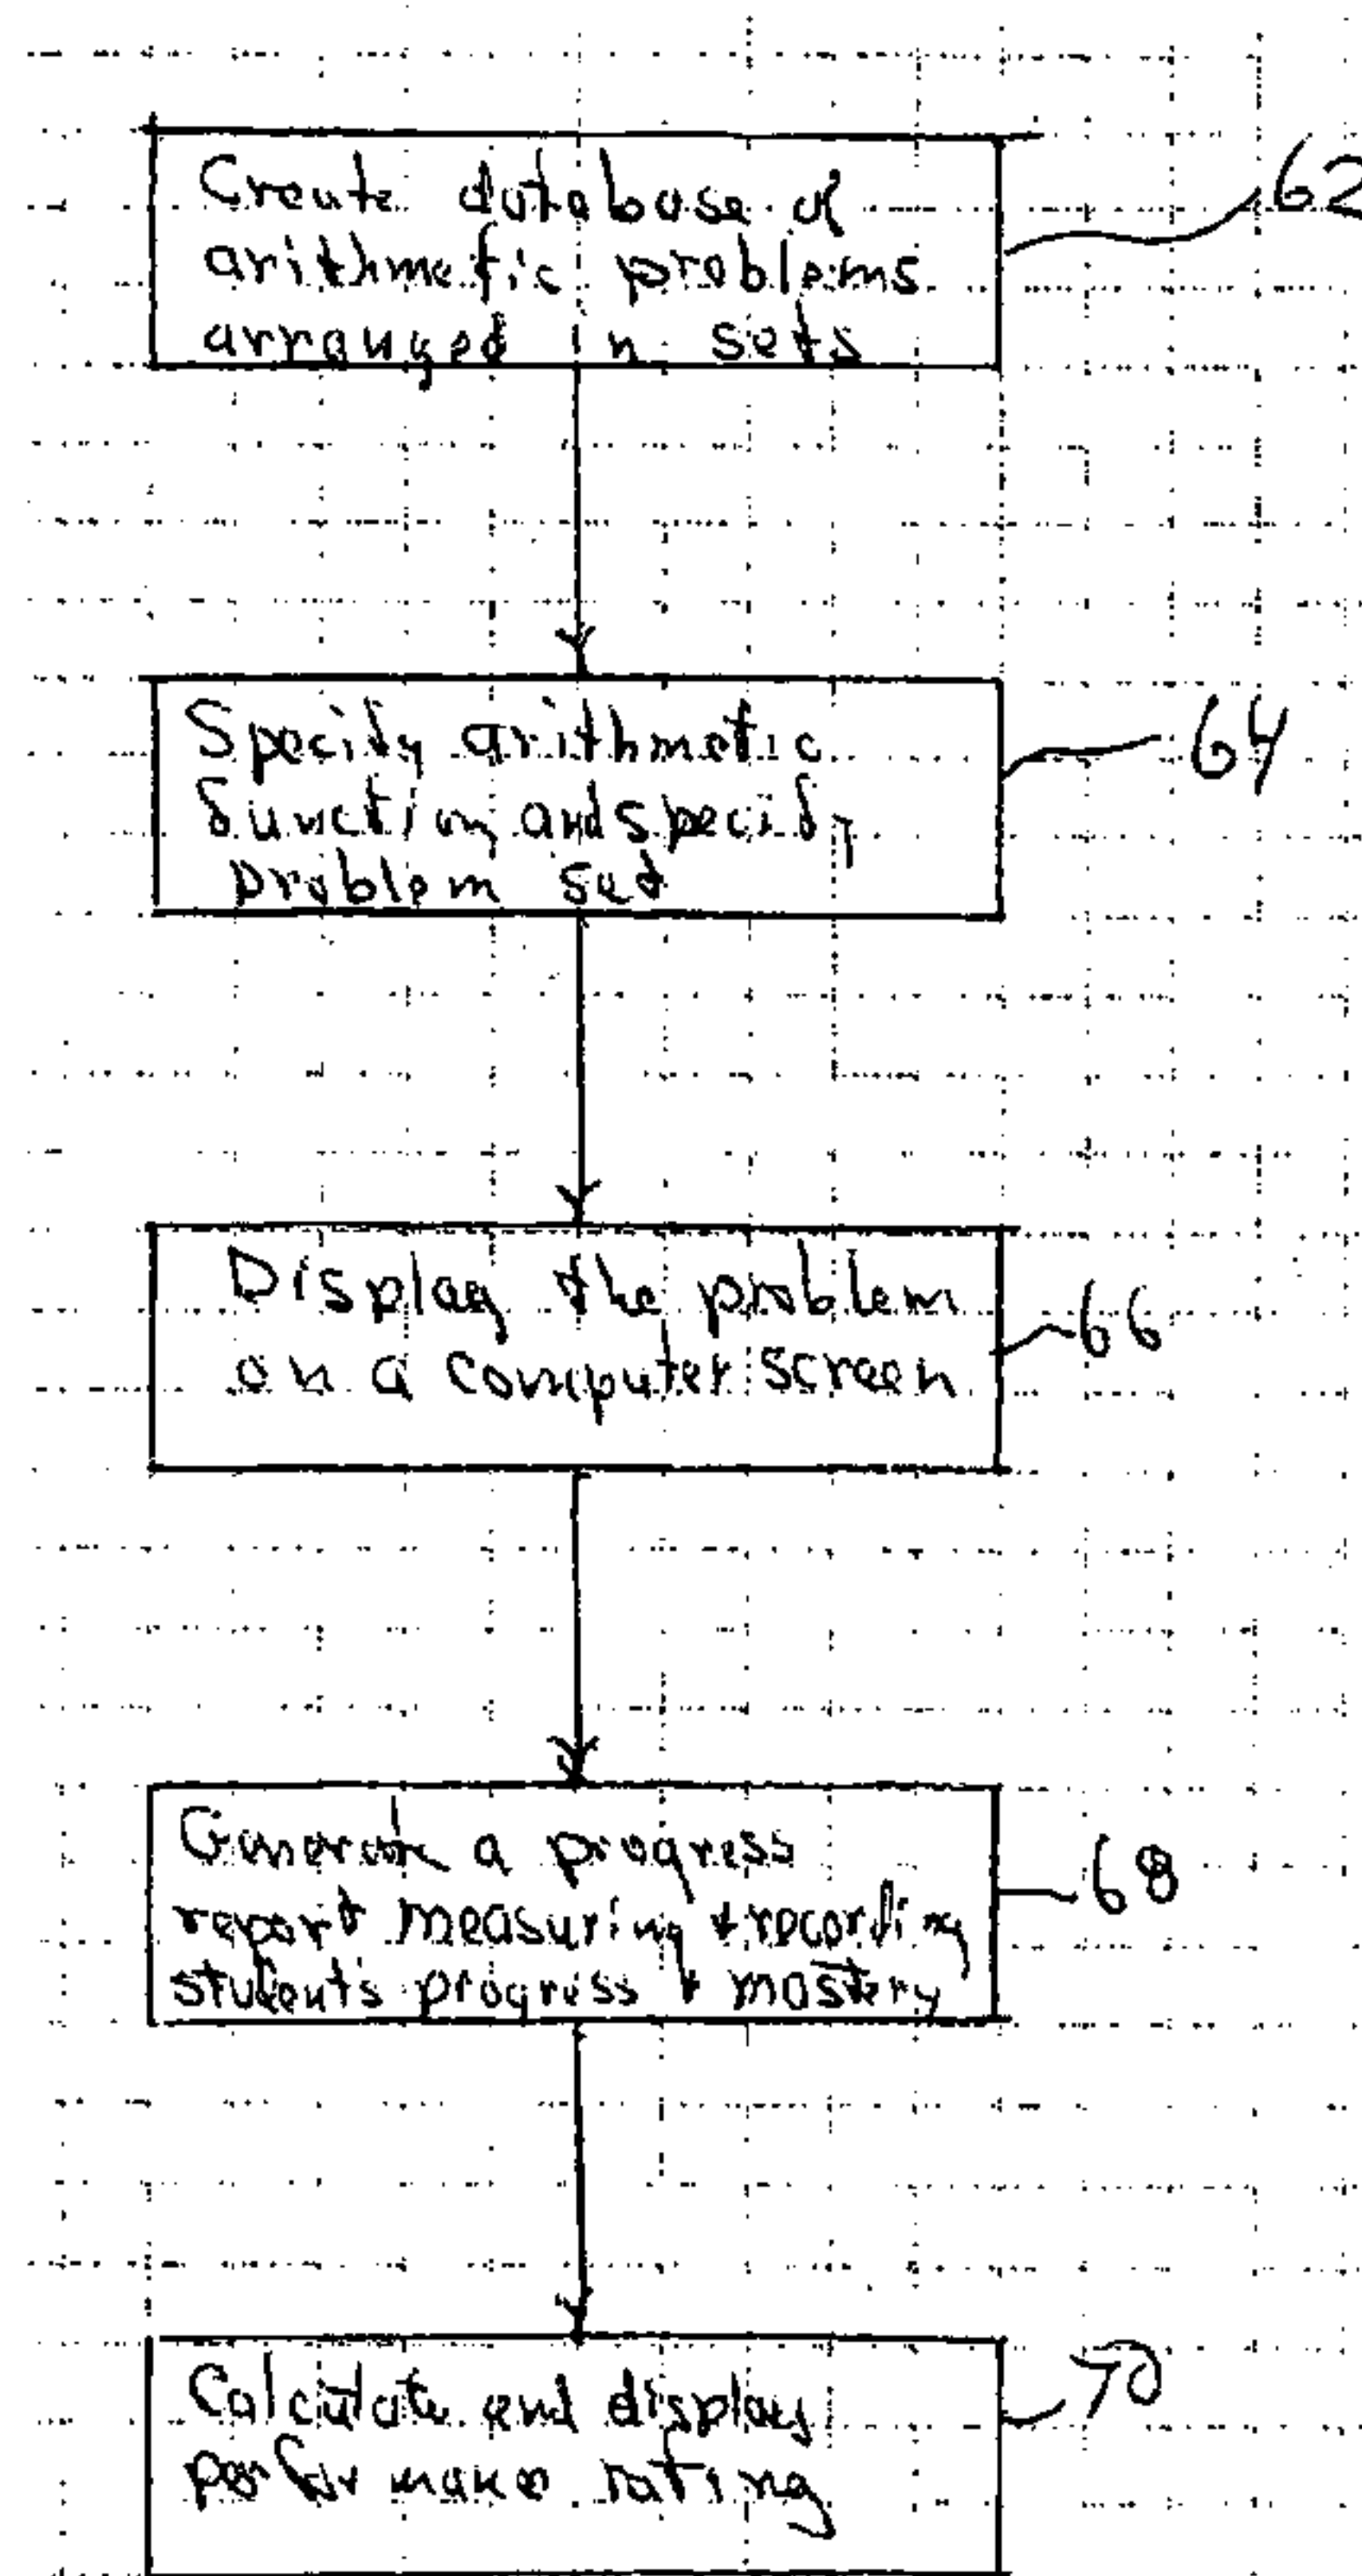 Create database of
arithmetic problems
arranged in sets
62
Specify arithmetic
function and specify
problem set
64
Display the problem
on a computer screen
66
Generate a progress
report measuring & recording
student's progress & mastery
68
Calculate and display
performance rating
70